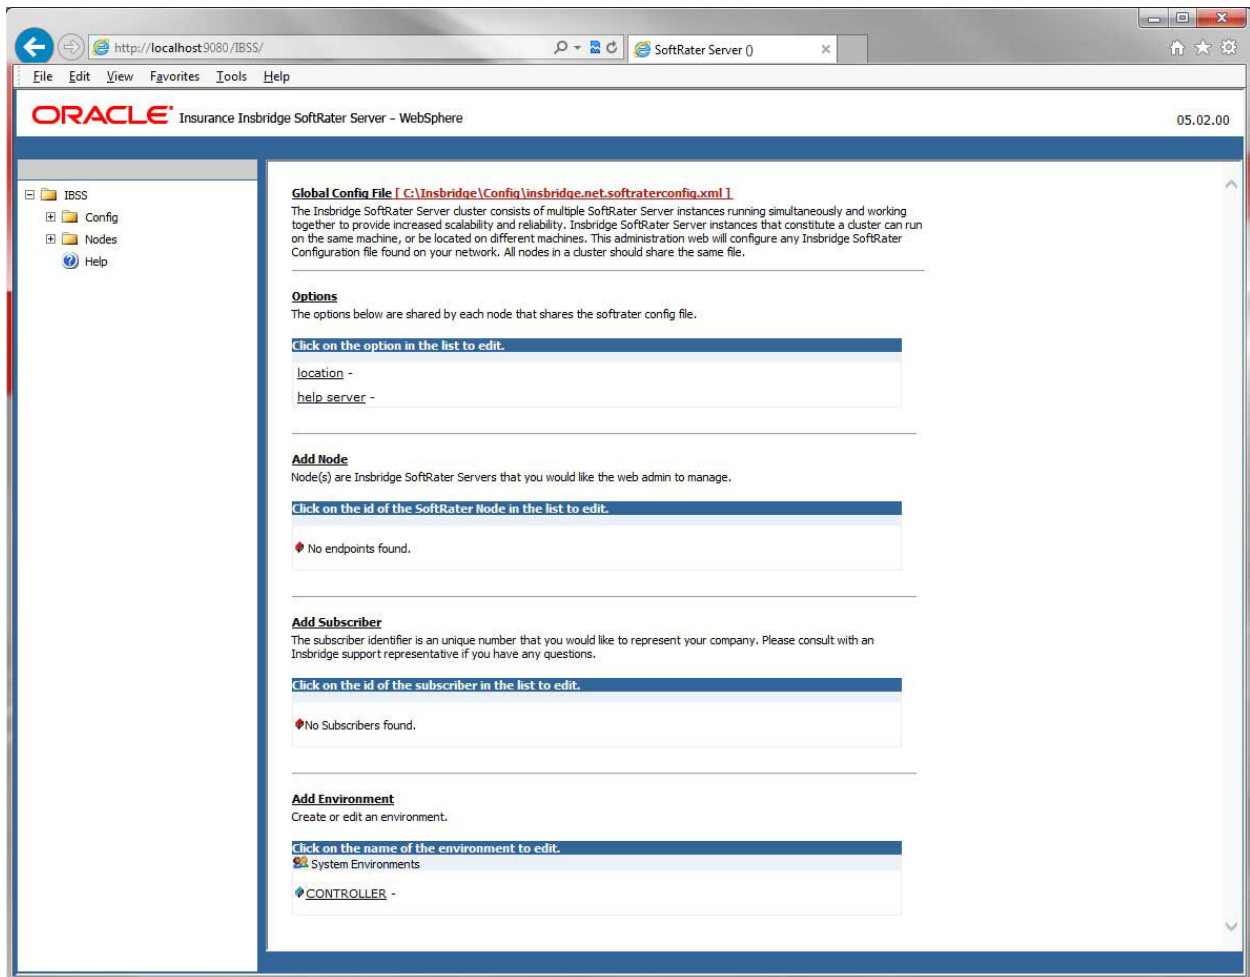 http://localhost:9080/IBSS/
SoftRater Server ()
File Edit View Favorites Tools Help
ORACLE Insurance Insbridge SoftRater Server – WebSphere
05.02.00
IBSS
Config
Nodes
Help
Global Config File [ C:\Insbridge\Config\insbridge.net.softraterconfig.xml ]
The Insbridge SoftRater Server cluster consists of multiple SoftRater Server instances running simultaneously and working
together to provide increased scalability and reliability. Insbridge SoftRater Server instances that constitute a cluster can run
on the same machine, or be located on different machines. This administration web will configure any Insbridge SoftRater
Configuration file found on your network. All nodes in a cluster should share the same file.
Options
The options below are shared by each node that shares the softrater config file.
Click on the option in the list to edit.
location -
help server -
Add Node
Node(s) are Insbridge SoftRater Servers that you would like the web admin to manage.
Click on the id of the SoftRater Node in the list to edit.
No endpoints found.
Add Subscriber
The subscriber identifier is an unique number that you would like to represent your company. Please consult with an
Insbridge support representative if you have any questions.
Click on the id of the subscriber in the list to edit.
No Subscribers found.
Add Environment
Create or edit an environment.
Click on the name of the environment to edit.
System Environments
CONTROLLER -